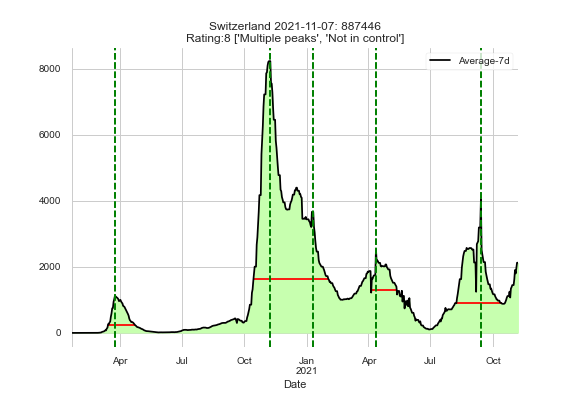 Switzerland 2021-11-07: 887446
Rating:8 ['Multiple peaks', 'Not in control']
Average-7d
8000
6000
4000
2000
0
Apr Jul Oct Jan Apr Jul Oct
2021
Date